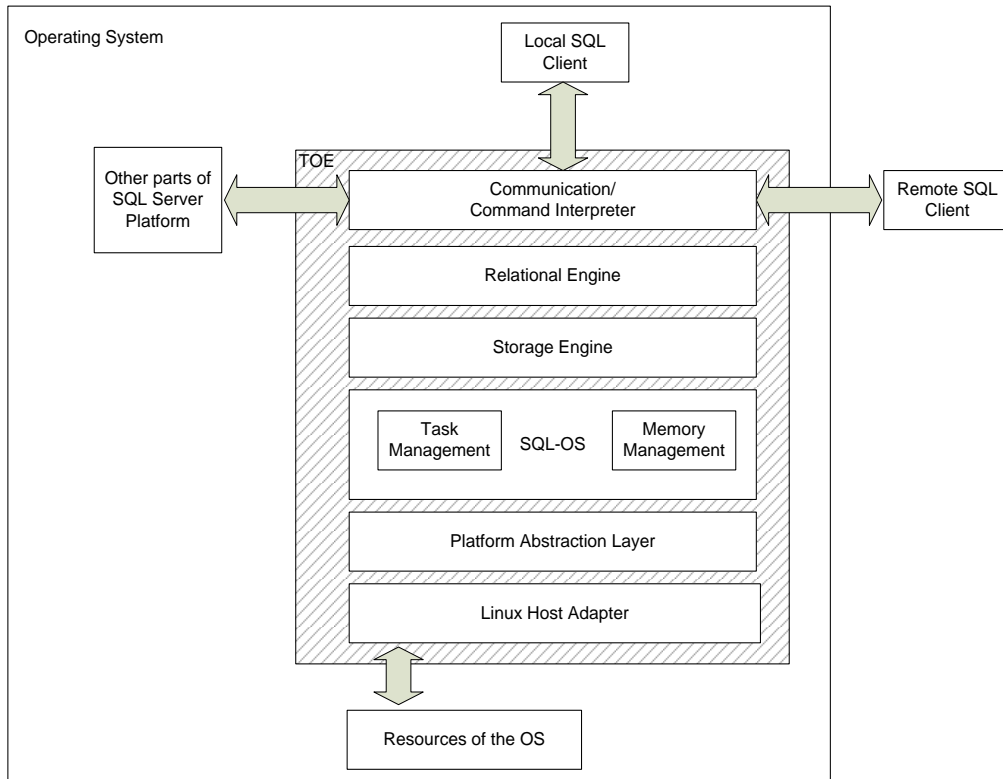 Operating System
Local SQL
Client
TOE
Other parts of
SQL Server
Platform
Communication/
Command Interpreter
Remote SQL
Client
Relational Engine
Storage Engine
Task
Management
SQL-OS
Memory
Management
Platform Abstraction Layer
Linux Host Adapter
Resources of the OS